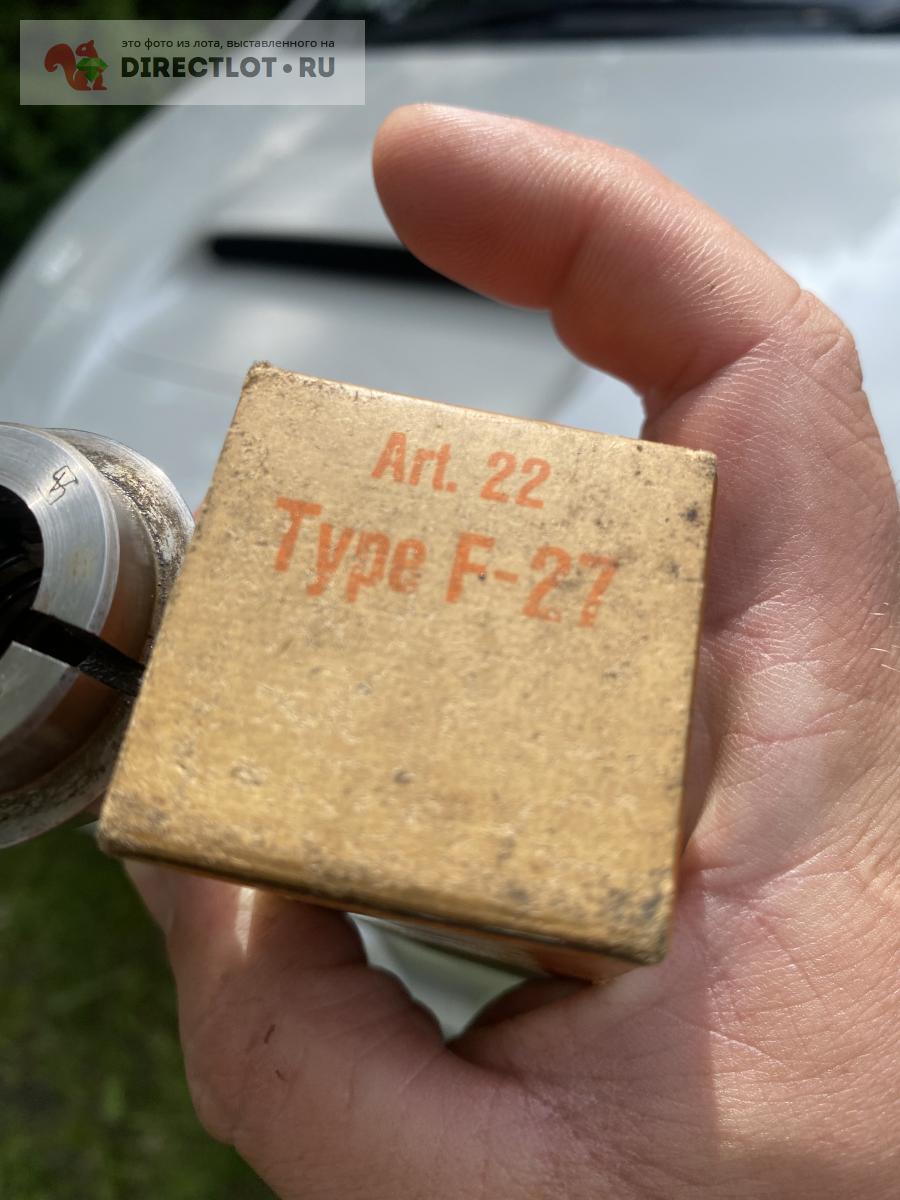 это фото из лота, выставленного на
DIRECTLOT•RU
Art. 22
Type F-27